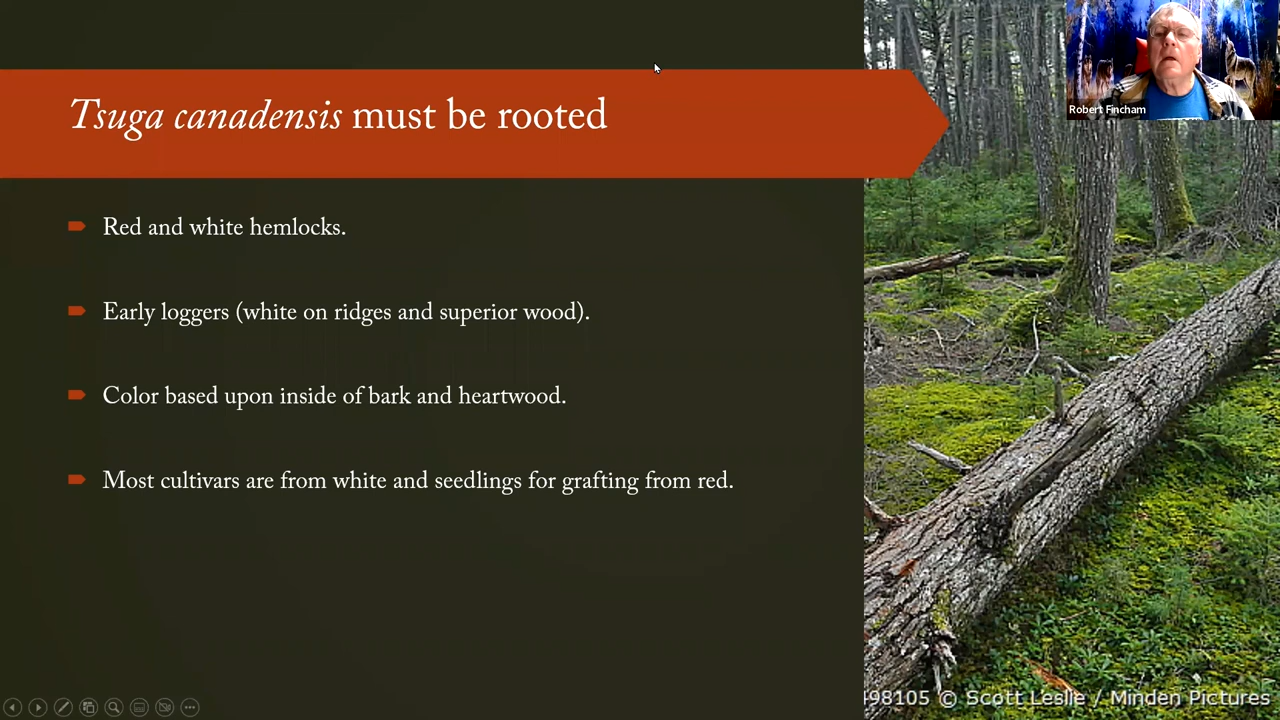 Tsuga canadensis must be rooted
Robert Fincham
Red and white hemlocks.
Early loggers (white on ridges and superior wood).
Color based upon inside of bark and heartwood.
Most cultivars are from white and seedlings for grafting from red.
498105 © Scott Leslie / Minden Pictures